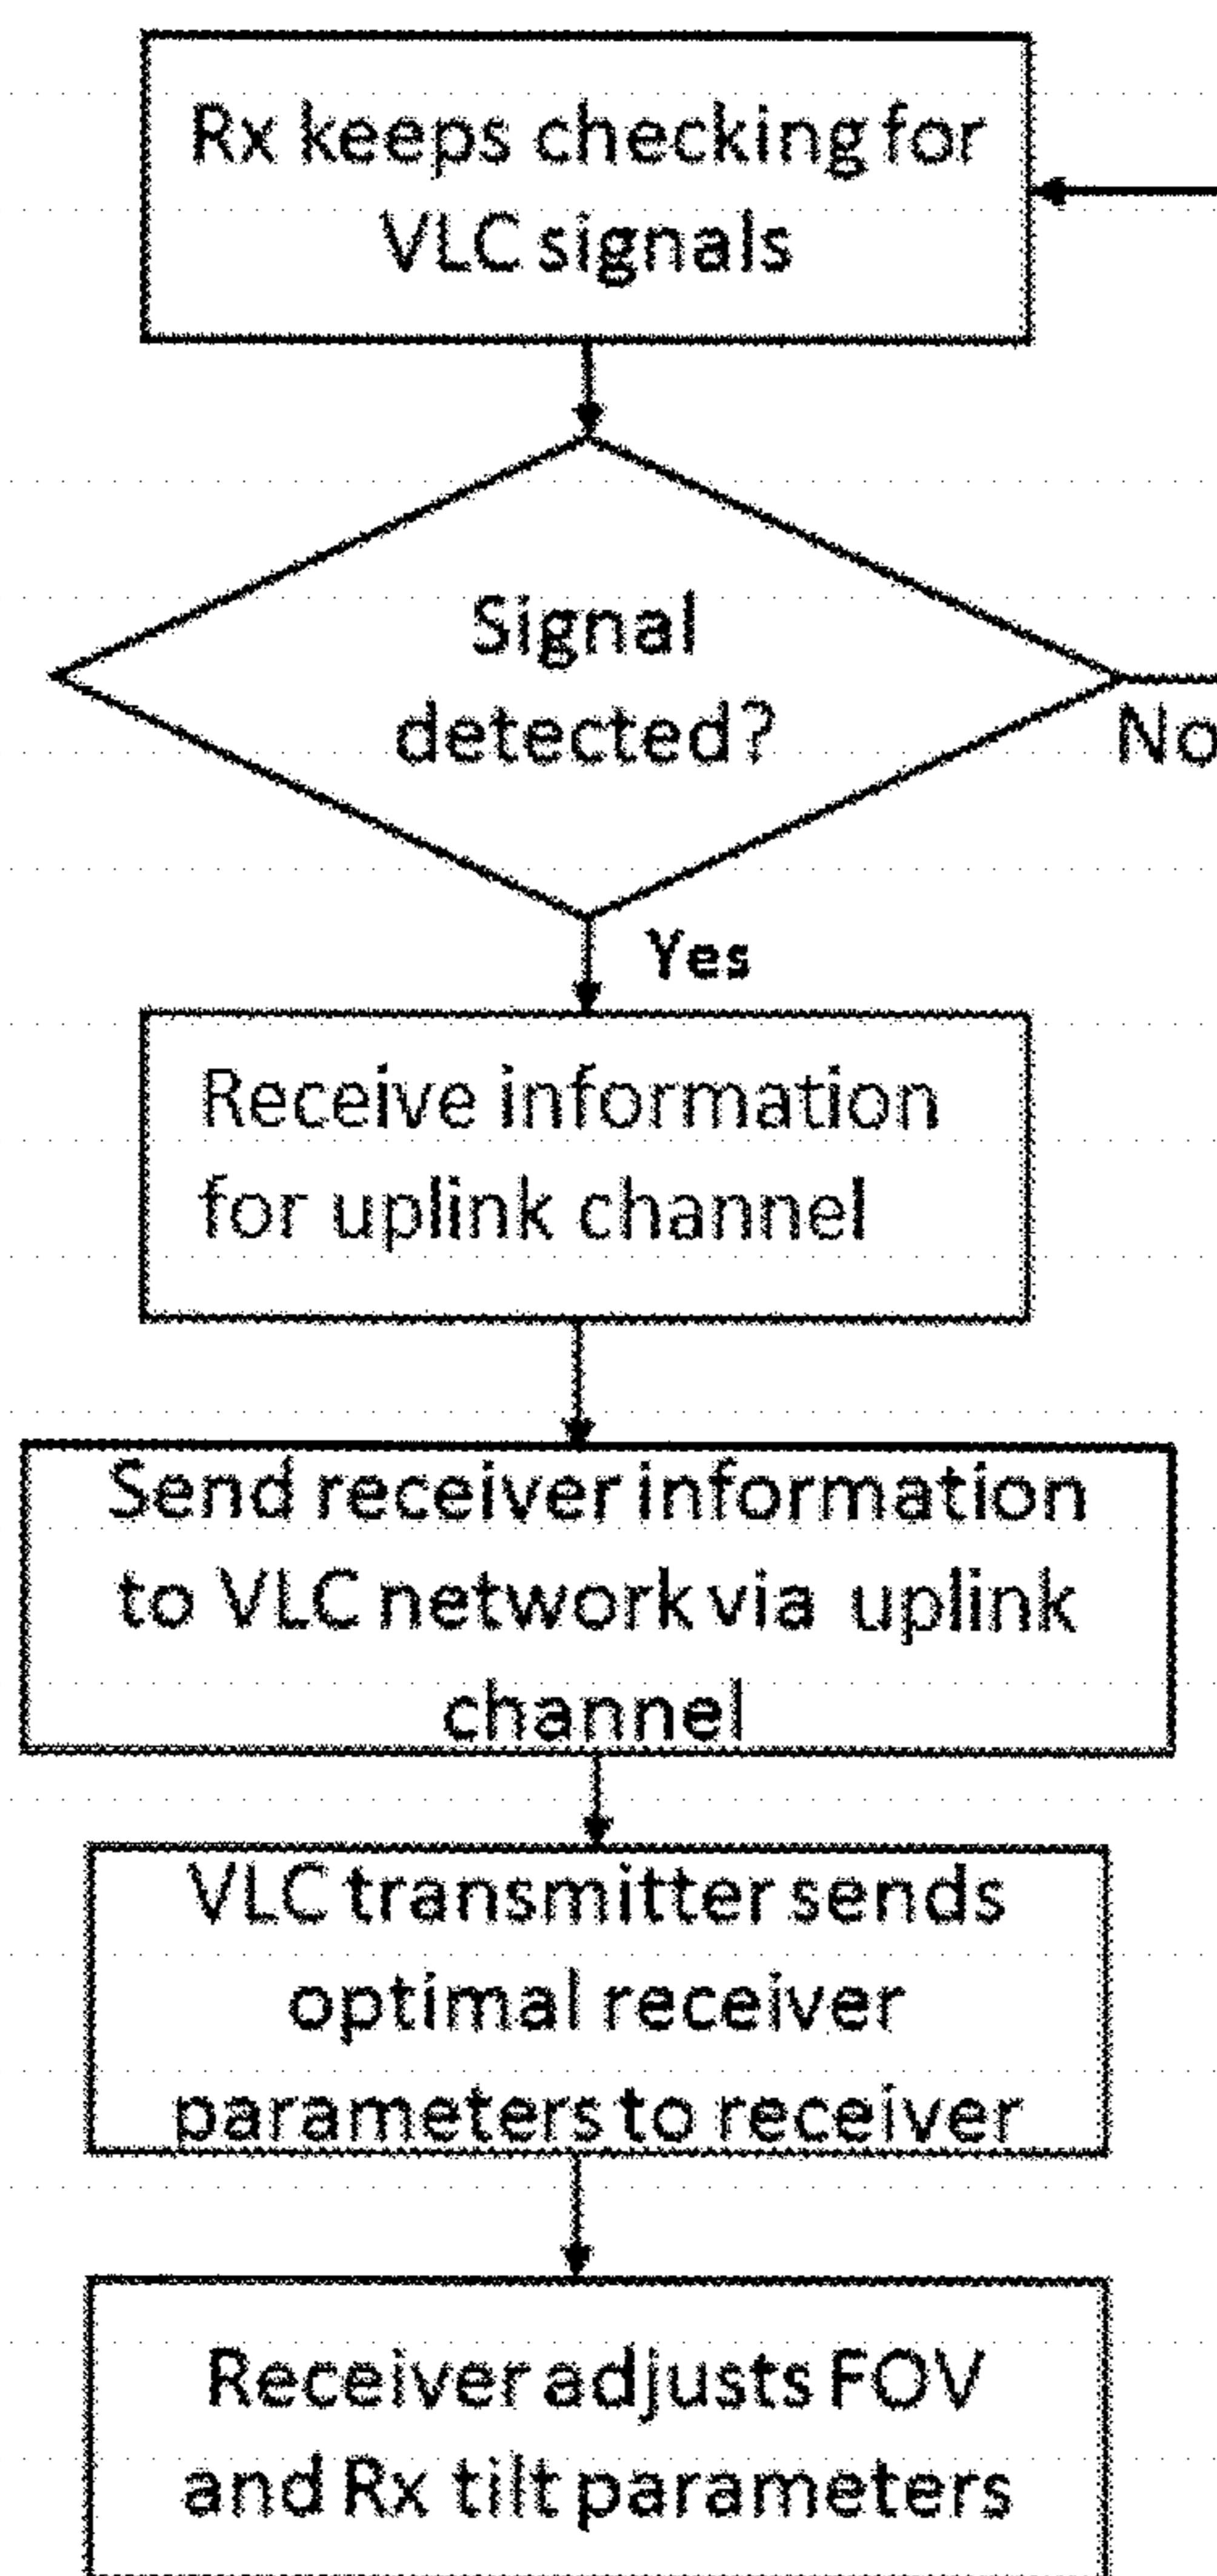 Rx keeps checking for
VLC signals
Signal
detected?
No
Yes
Receive information
for uplink channel
Send receiver information
to VLC network via uplink
channel
VLC transmitter sends
optimal receiver
parameters to receiver
Receiver adjusts FOV
and Rx tilt parameters